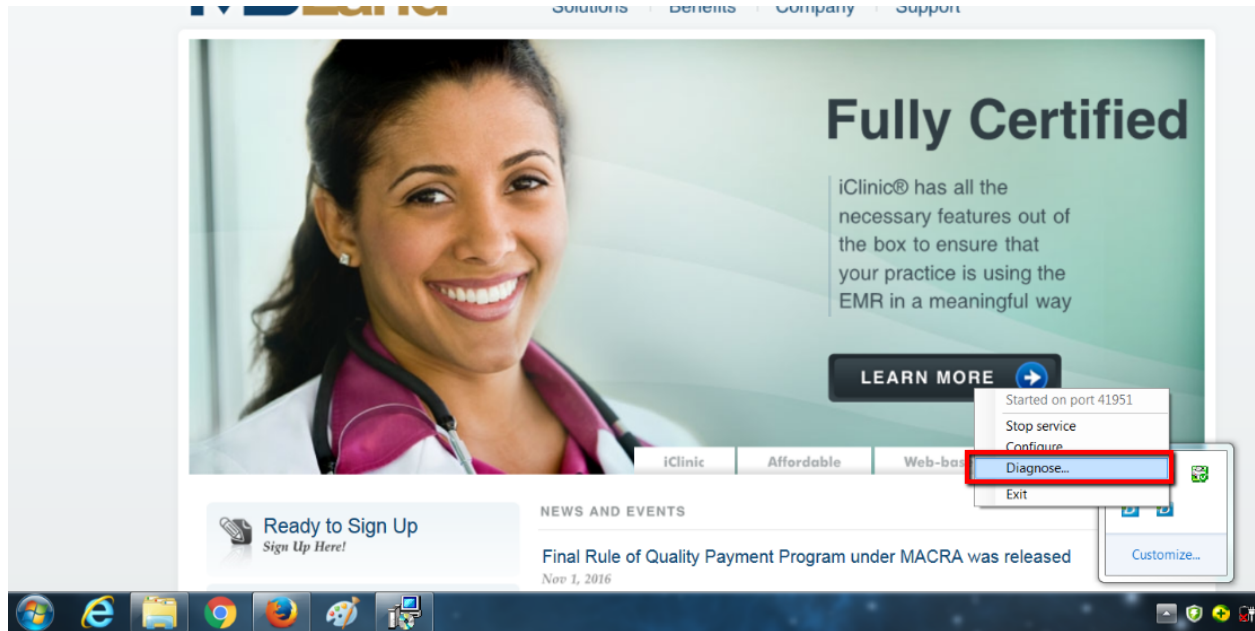 Solutions Benefits Company Support
Fully Certified
iClinic® has all the
necessary features out of
the box to ensure that
your practice is using the
EMR in a meaningful way
LEARN MORE
Started on port 41951
Stop service
Configure
Diagnose...
Exit
iClinic Affordable Web-bas
Ready to Sign Up
Sign Up Here!
NEWS AND EVENTS
Final Rule of Quality Payment Program under MACRA was released
Nov 1, 2016
Customize...